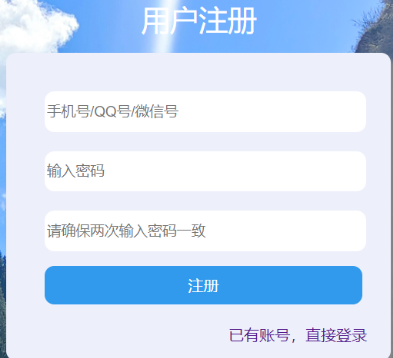 用户注册
手机号/QQ号/微信号
输入密码
请确保两次输入密码一致
注册
已有账号，直接登录